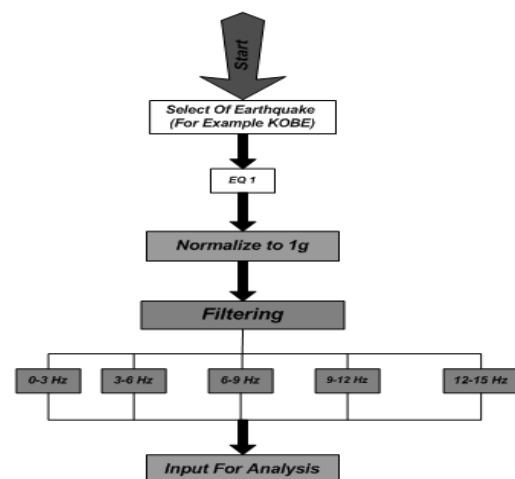 Start
Select Of Earthquake
(For Example KOBE)
EQ 1
Normalize to 1g
Filtering
0-3 Hz
3-6 Hz
6-9 Hz
9-12 Hz
12-15 Hz
Input For Analysis